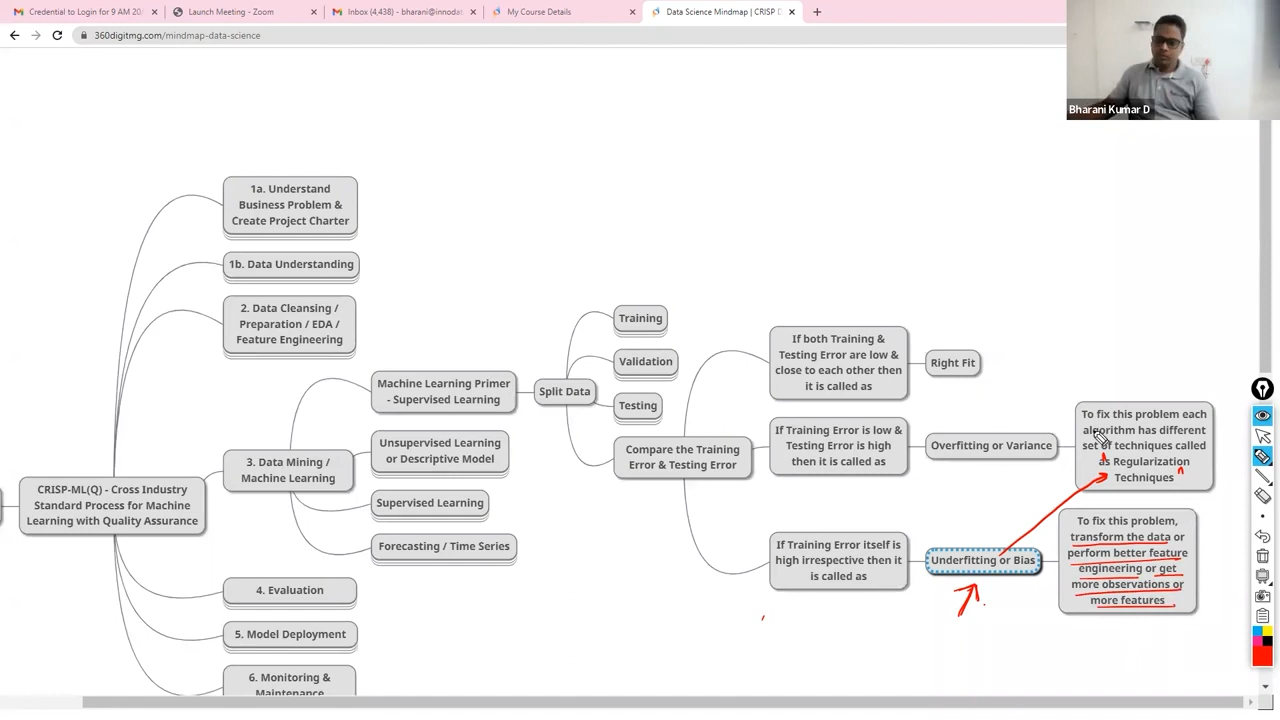 Credential to Login for 9 AM 20
Launch Meeting - Zoom
Inbox (4,438) - bharani@innodat
My Course Details
Data Science Mindmap | CRISP D
360digitmg.com/mindmap-data-science
Bharani Kumar D
1a. Understand
Business Problem &
Create Project Charter
1b. Data Understanding
2. Data Cleansing /
Preparation / EDA /
Feature Engineering
CRISP-ML(Q) - Cross Industry
Standard Process for Machine
Learning with Quality Assurance
3. Data Mining /
Machine Learning
Machine Learning Primer
- Supervised Learning
Unsupervised Learning
or Descriptive Model
Supervised Learning
Forecasting / Time Series
4. Evaluation
5. Model Deployment
6. Monitoring &
Maintenance
Split Data
Training
Validation
Testing
Compare the Training
Error & Testing Error
If both Training &
Testing Error are low &
close to each other then
it is called as
Right Fit
If Training Error is low &
Testing Error is high
then it is called as
Overfitting or Variance
To fix this problem each
algorithm has different
set of techniques called
as Regularization
Techniques
If Training Error itself is
high irrespective then it
is called as
Underfitting or Bias
To fix this problem,
transform the data or
perform better feature
engineering or get
more observations or
more features